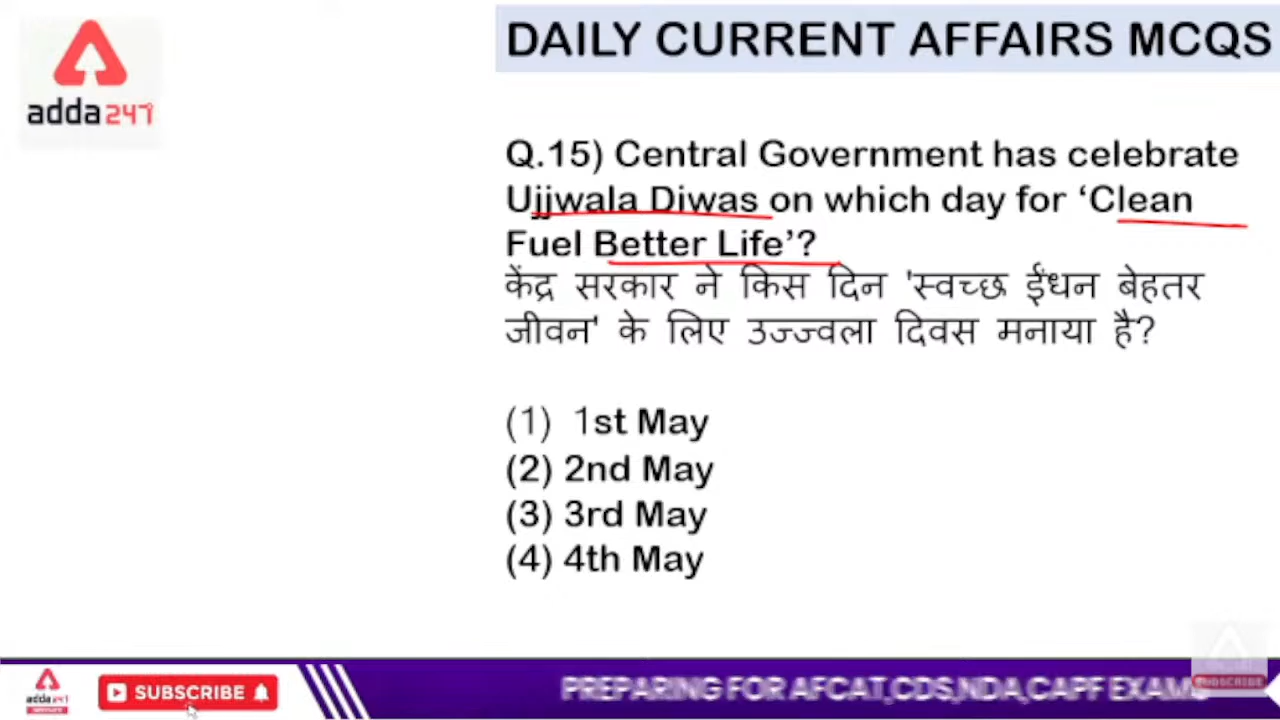 DAILY CURRENT AFFAIRS MCQS
adda247
Q.15) Central Government has celebrate
Ujjwala Diwas on which day for ‘Clean
Fuel Better Life’?
केंद्र सरकार ने किस दिन 'स्वच्छ ईंधन बेहतर
जीवन' के लिए उज्ज्वला दिवस मनाया है?
(1) 1st May
(2) 2nd May
(3) 3rd May
(4) 4th May
adda247
SUBSCRIBE
PREPARING FOR AFCAT,CDS,NDA,CAPF EXAMS
SUBSCRIBE